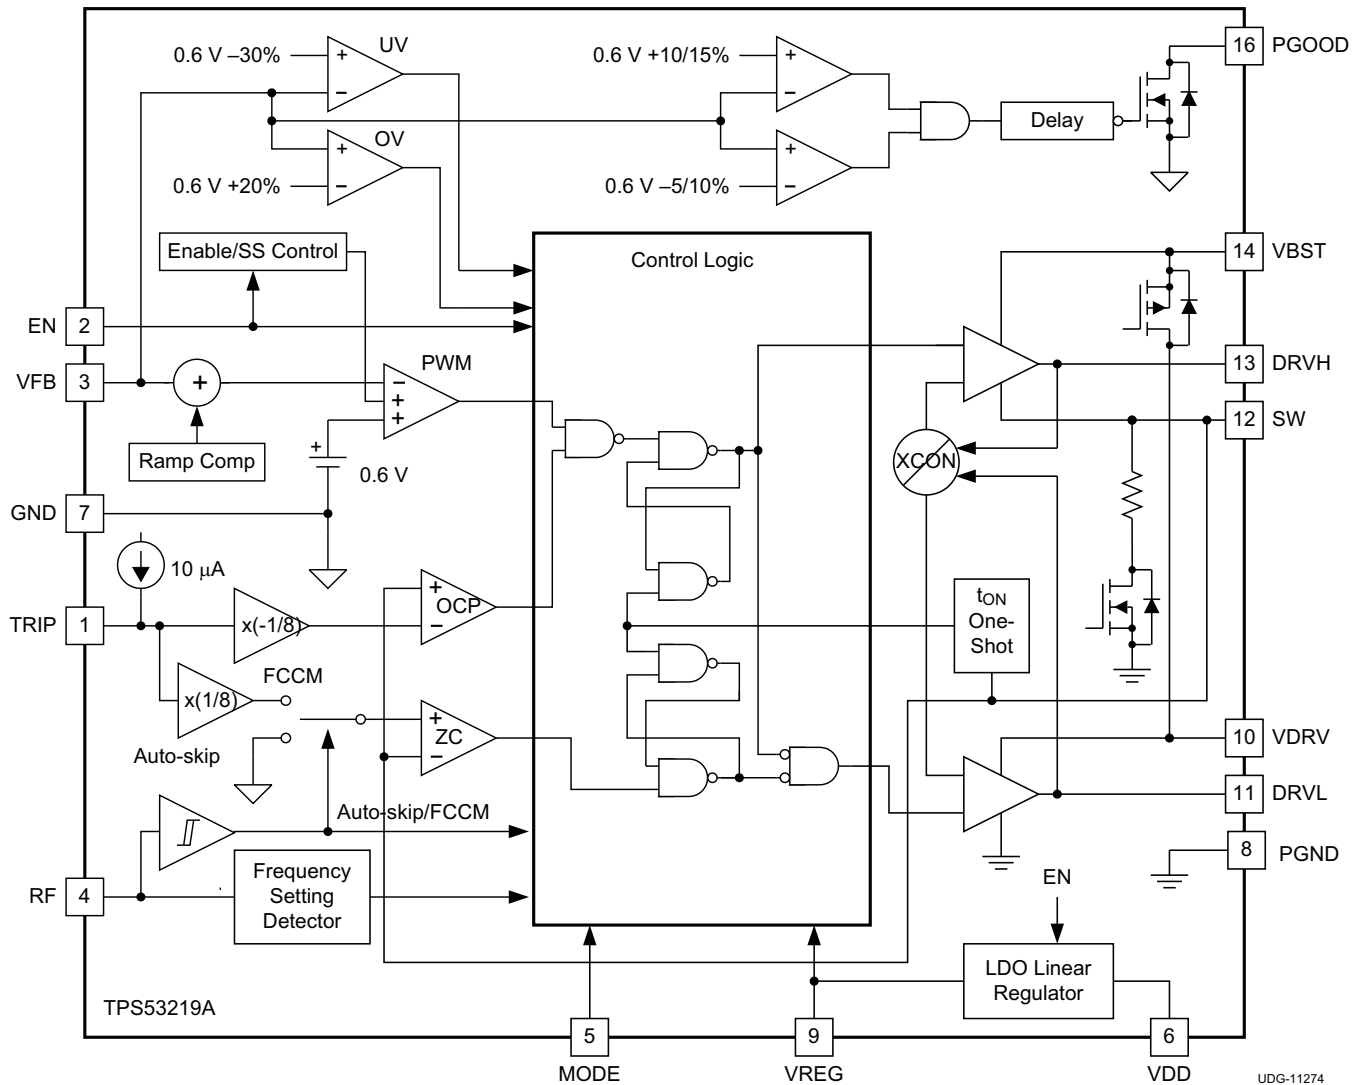 0.6 V –30%
+
–
UV
0.6 V +10/15%
+
–
16
PGOOD
Delay
+
–
OV
0.6 V +20%
+
–
0.6 V –5/10%
Enable/SS Control
Control Logic
14
VBST
EN
2
VFB
3
+
PWM
–
+
+
13
DRVH
12
SW
Ramp Comp
+
0.6 V
XCON
GND
7
10 μA
TRIP
1
x(-1/8)
+
OCP
–
tON
One-
Shot
x(1/8)
FCCM
Auto-skip
+
ZC
–
10
VDRV
11
DRVL
Auto-skip/FCCM
8
PGND
RF
4
Frequency
Setting
Detector
EN
LDO Linear
Regulator
TPS53219A
5
MODE
9
VREG
6
VDD
UDG-11274